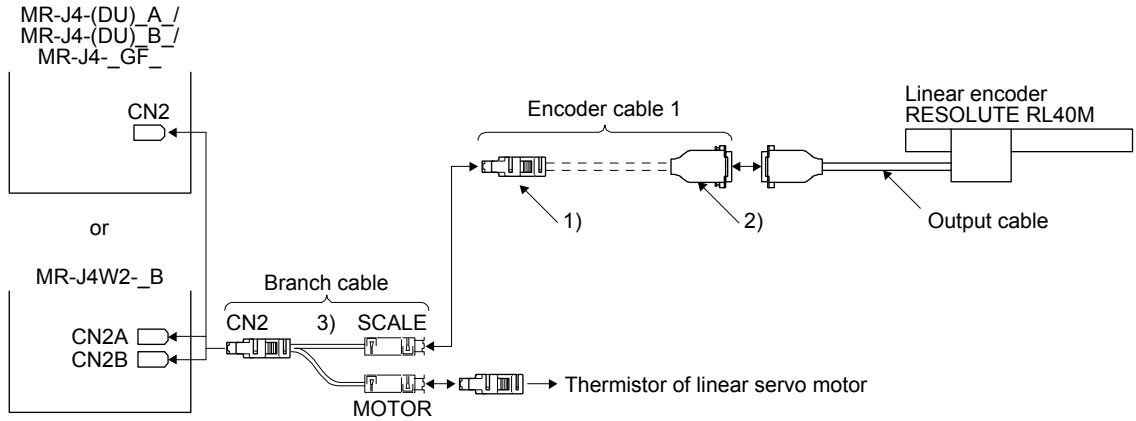 MR-J4-(DU)_A_/
MR-J4-(DU)_B_/
MR-J4-_GF_
CN2
Encoder cable 1
Linear encoder
RESOLUTE RL40M
1)
2)
Output cable
or
MR-J4W2-_B
CN2A
CN2B
Branch cable
CN2 3) SCALE
Thermistor of linear servo motor
MOTOR